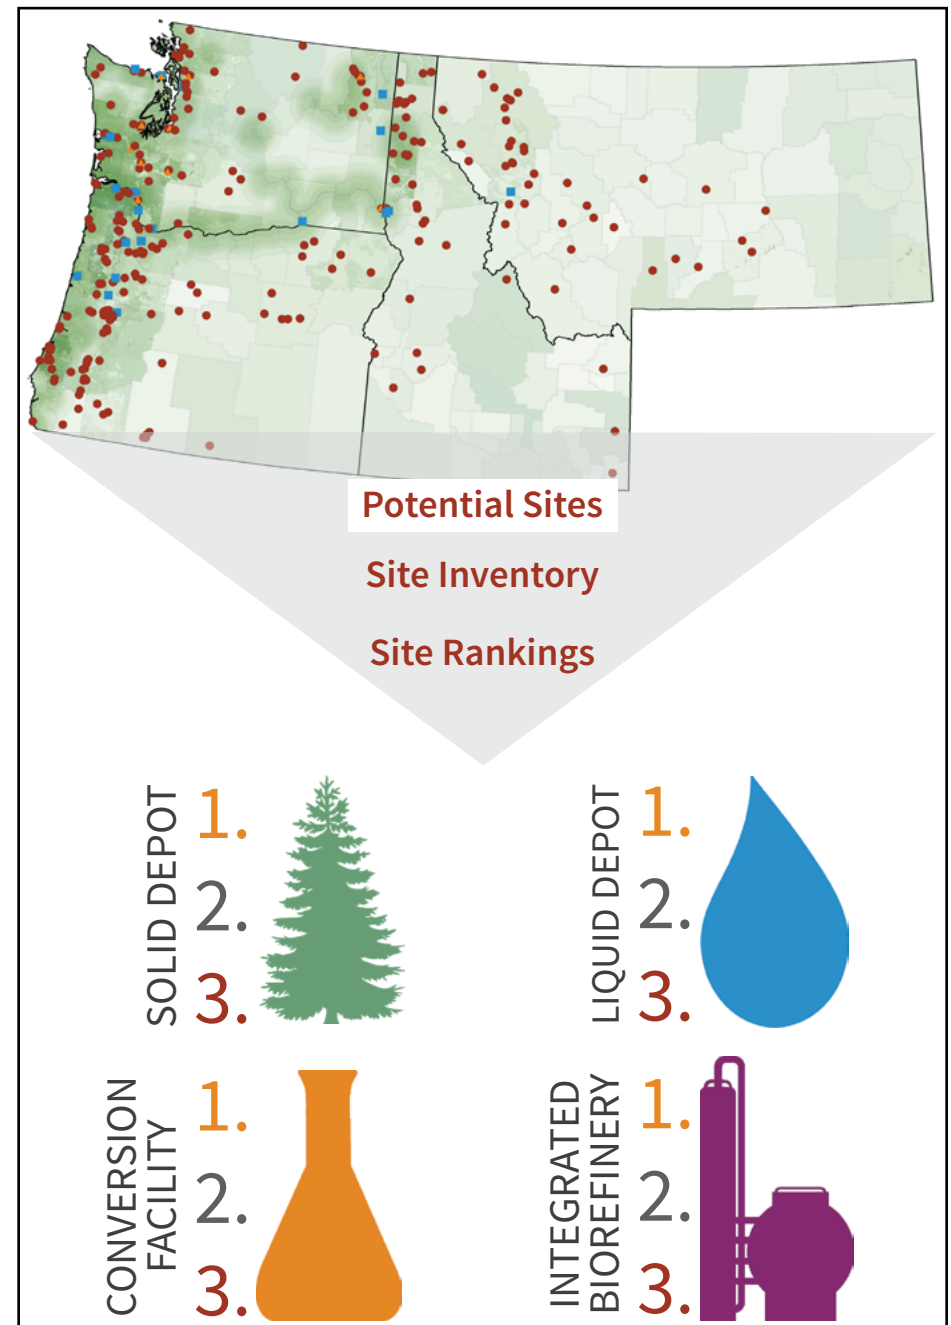 Potential Sites
Site Inventory
Site Rankings
SOLID DEPOT
1.
2.
3.
LIQUID DEPOT
1.
2.
3.
CONVERSION
FACILITY
1.
2.
3.
INTEGRATED
BIOREFINERY
1.
2.
3.